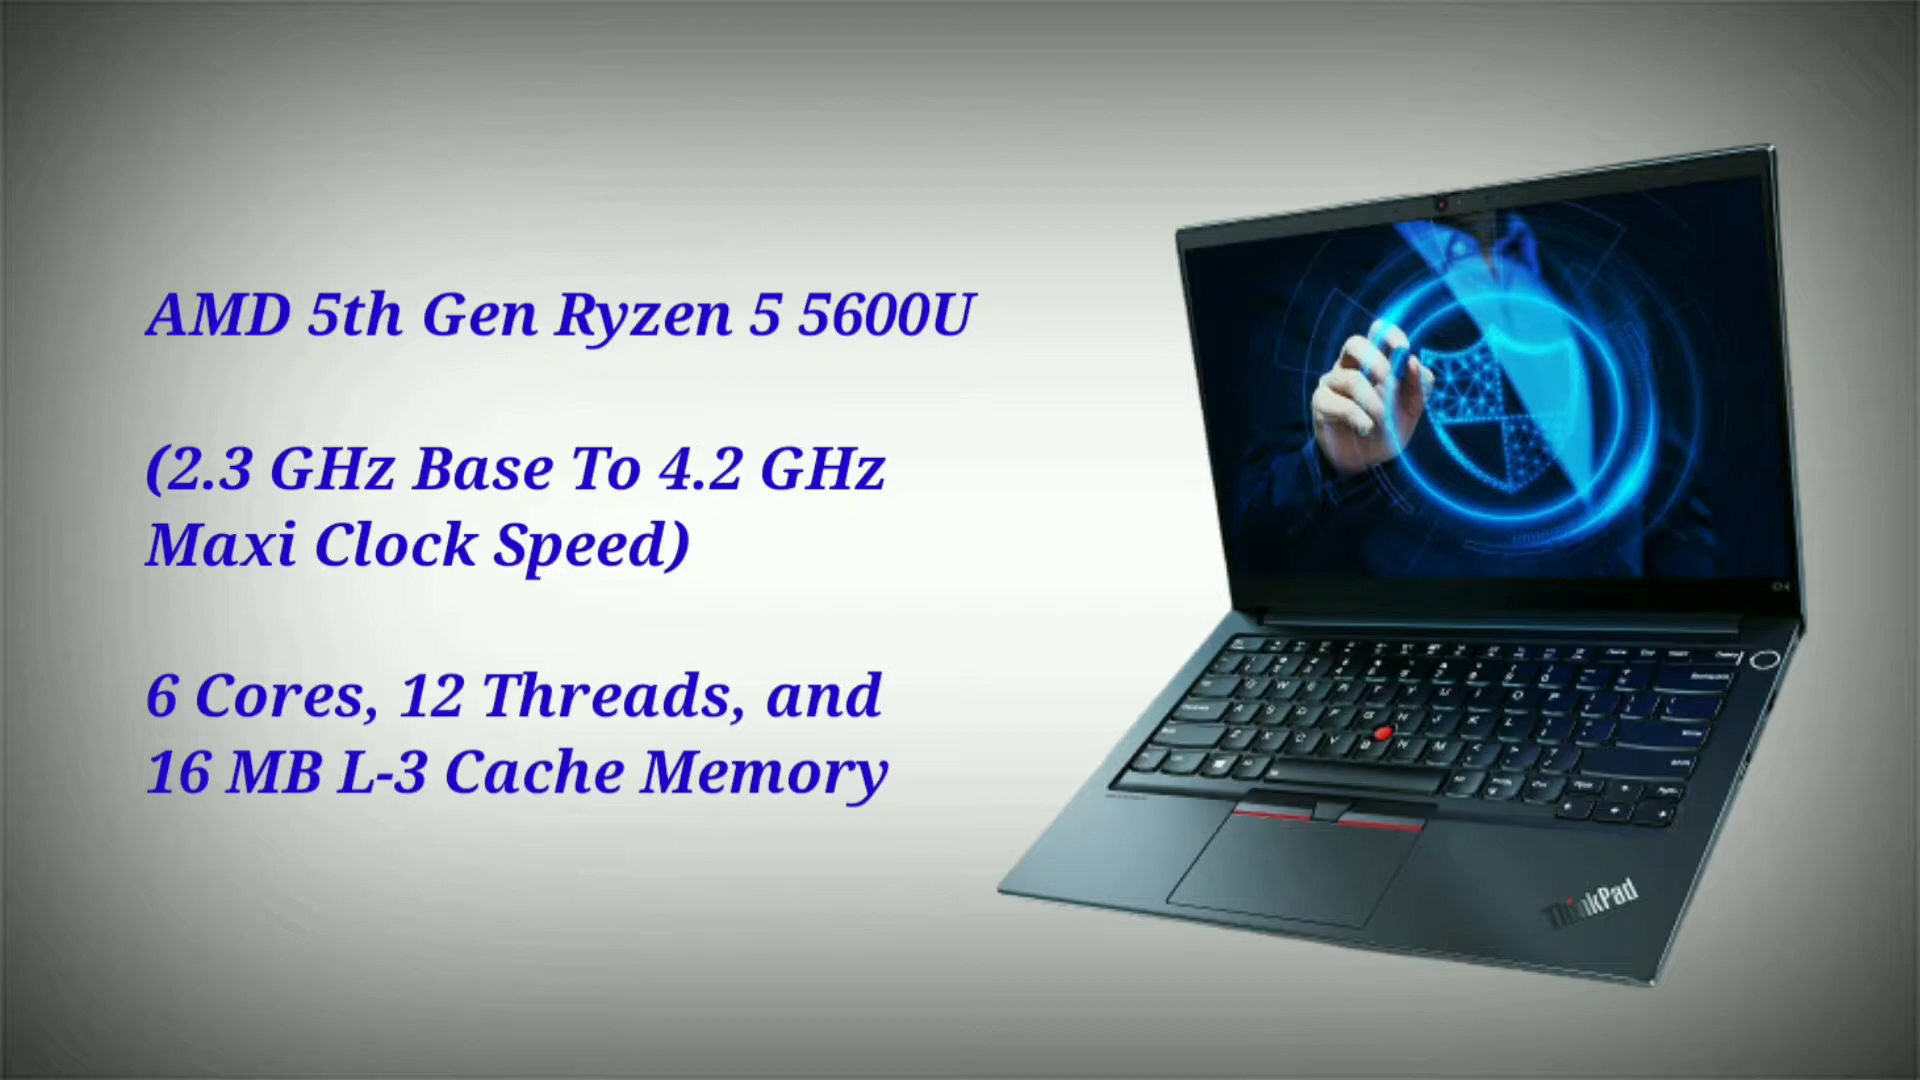 AMD 5th Gen Ryzen 5 5600U
(2.3 GHz Base To 4.2 GHz
Maxi Clock Speed)
6 Cores, 12 Threads, and
16 MB L-3 Cache Memory
ThinkPad